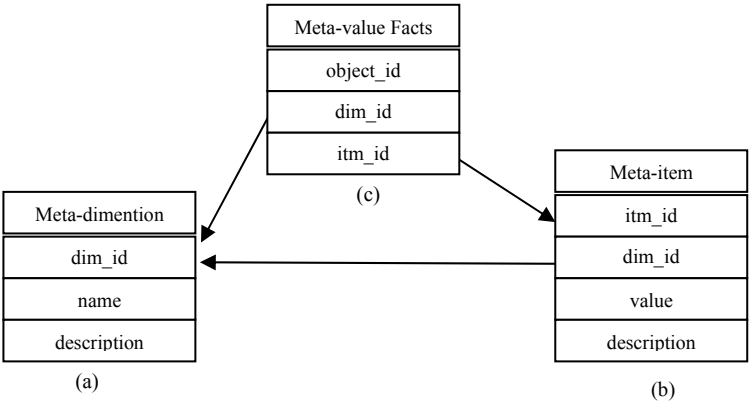 Meta-value Facts
object_id
dim_id
itm_id
(c)
Meta-dimention
dim_id
name
description
(a)
Meta-item
itm_id
dim_id
value
description
(b)